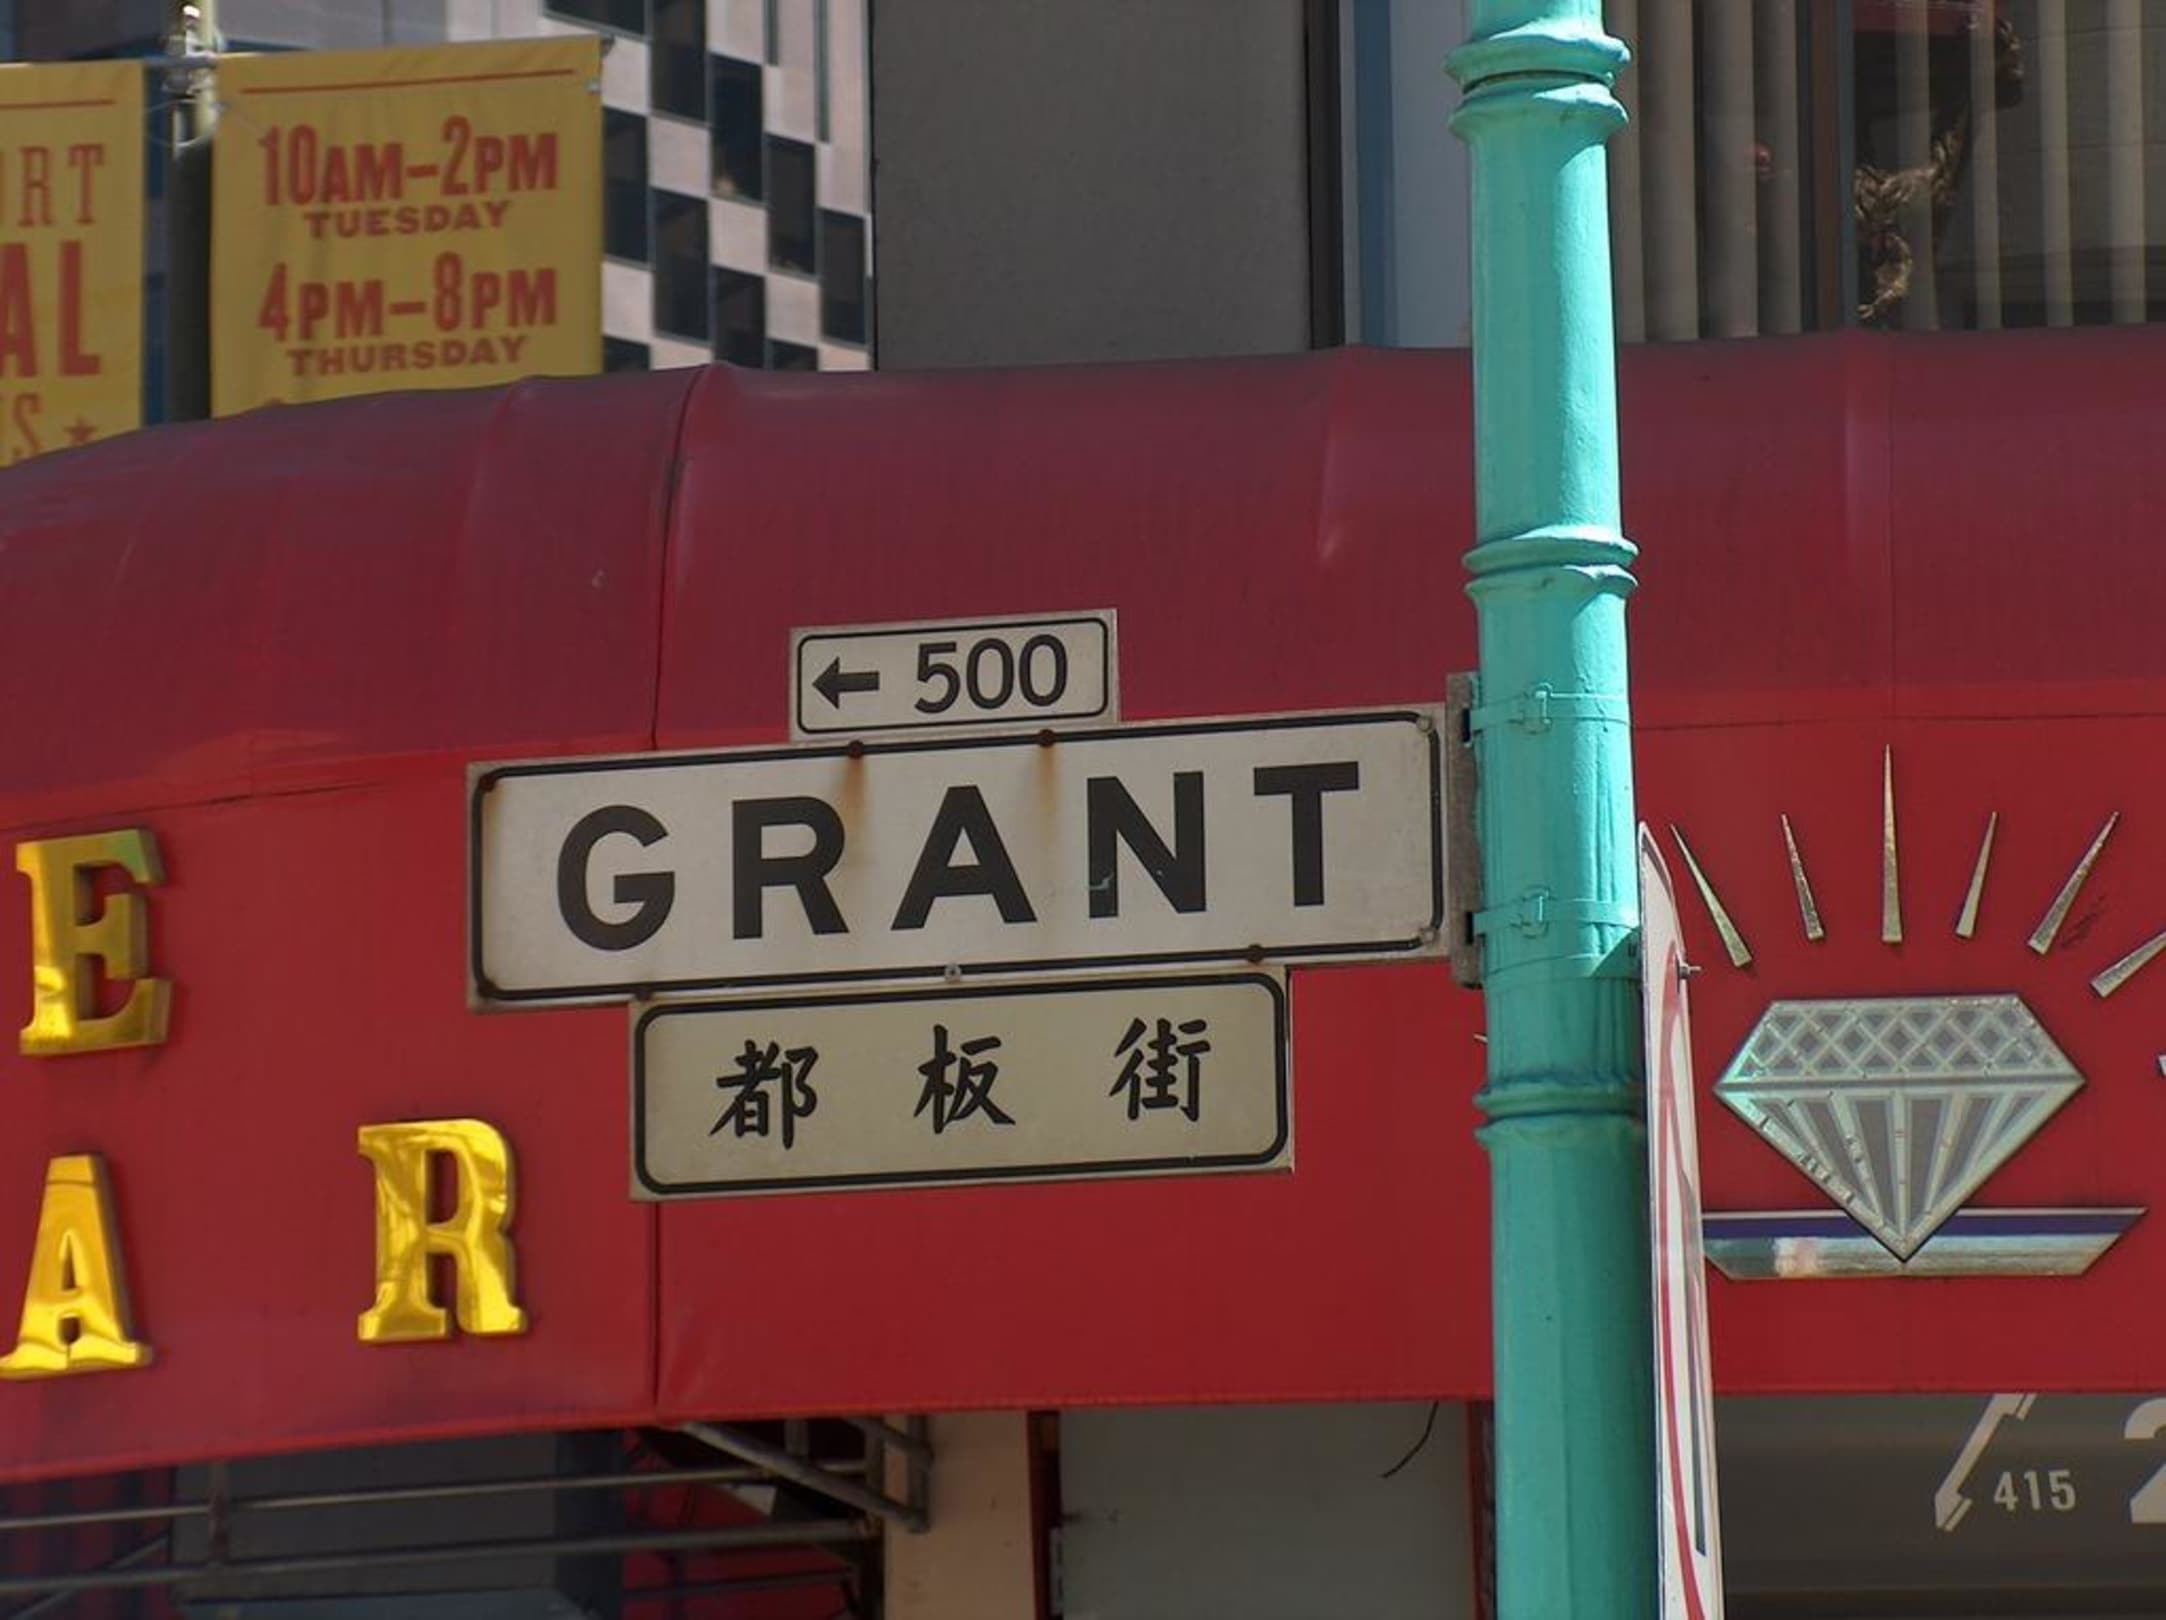 10AM–2PM
TUESDAY
4PM–8PM
THURSDAY
← 500
GRANT
都板街
E
A R
415